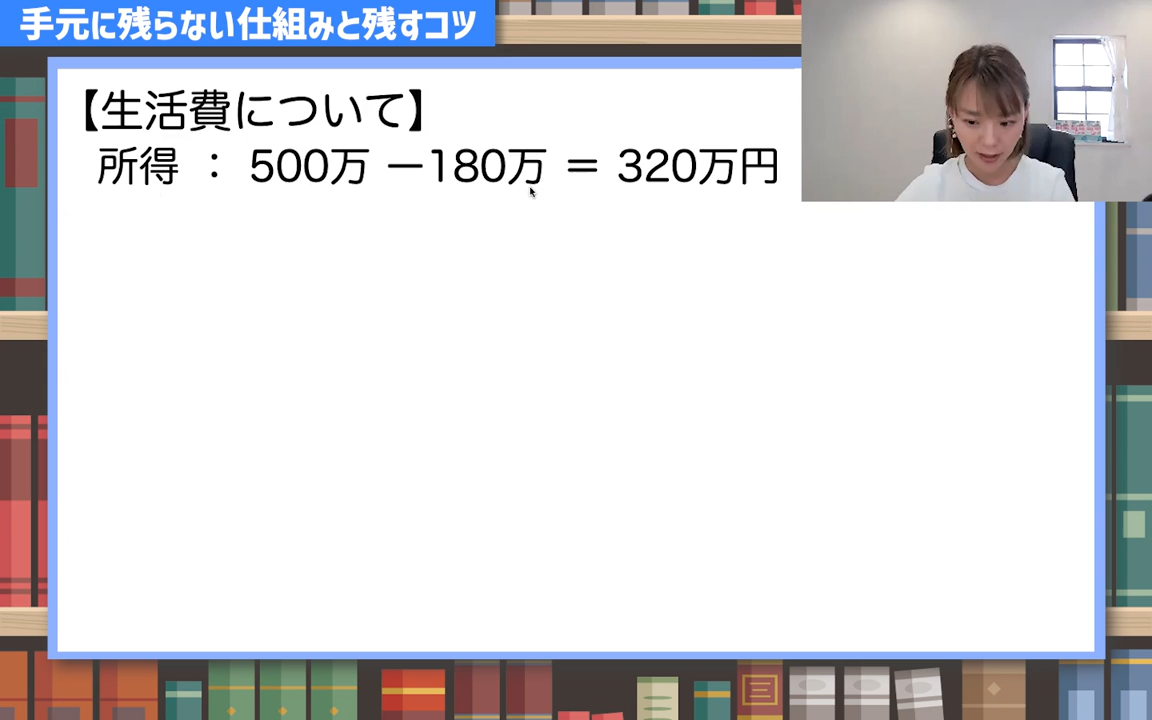 手元に残らない仕組みと残すコツ
【生活費について】
所得 ： 500万 ー180万 ＝ 320万円